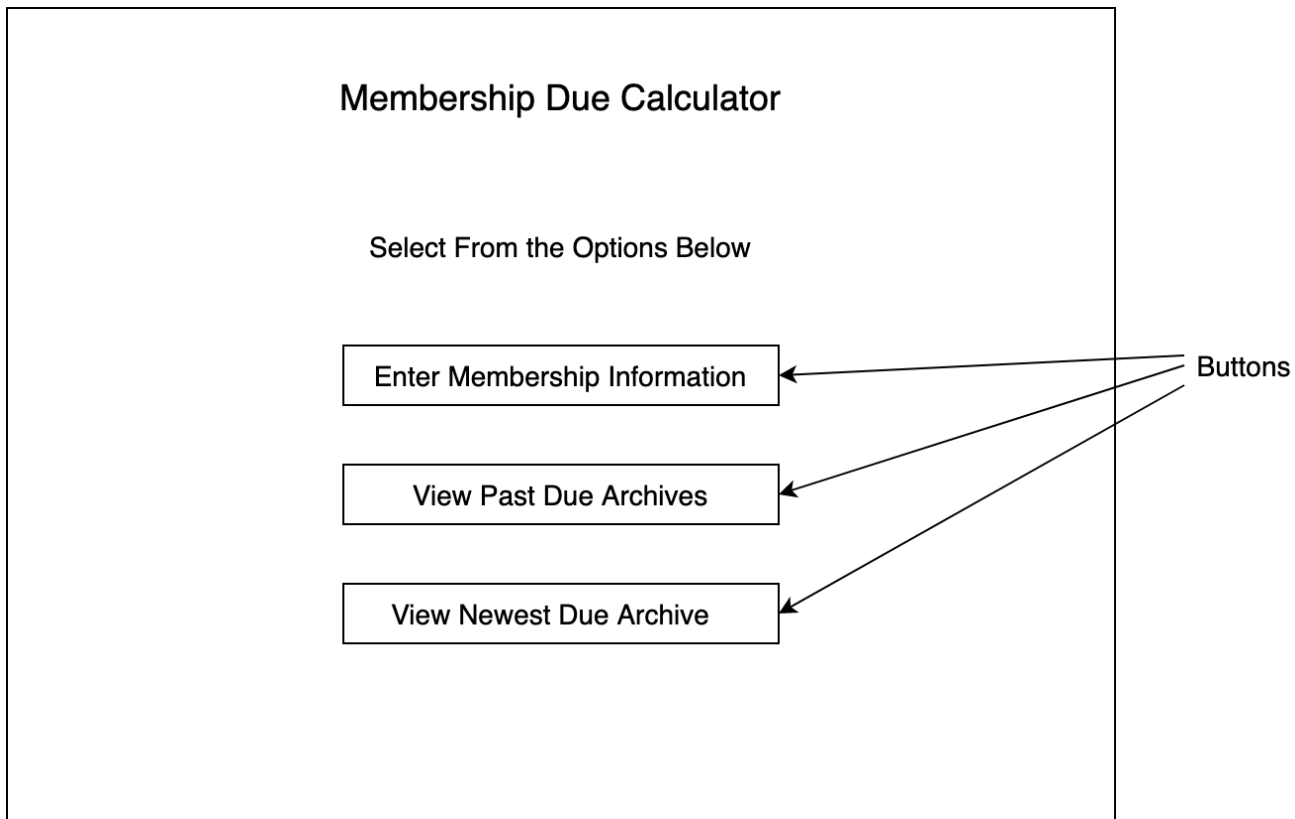 Membership Due Calculator
Select From the Options Below
Enter Membership Information
Buttons
View Past Due Archives
View Newest Due Archive